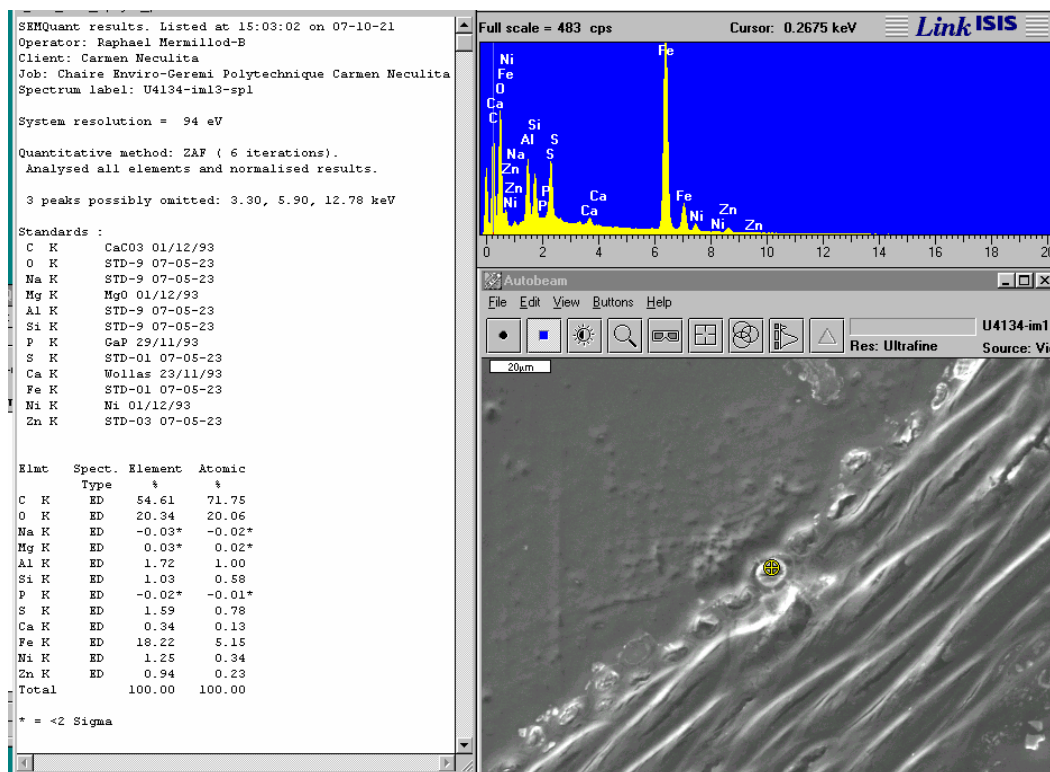 SEMQuant results. Listed at 15:03:02 on 07-10-21
Operator: Raphael Mermillod-B
Client: Carmen Neculita
Job: Chaire Enviro-Geremi Polytechnique Carmen Neculita
Spectrum label: U4134-im13-sp1
System resolution = 94 eV
Quantitative method: ZAF ( 6 iterations).
Analysed all elements and normalised results.
3 peaks possibly omitted: 3.30, 5.90, 12.78 keV
Standards :
C K CaCO3 01/12/93
O K STD-9 07-05-23
Na K STD-9 07-05-23
Mg K MgO 01/12/93
Al K STD-9 07-05-23
Si K STD-9 07-05-23
P K GaP 29/11/93
S K STD-01 07-05-23
Ca K Wollas 23/11/93
Fe K STD-01 07-05-23
Ni K Ni 01/12/93
Zn K STD-03 07-05-23
Elmt Spect. Element Atomic
Type % %
C K ED 54.61 71.75
O K ED 20.34 20.06
Na K ED -0.03* -0.02*
Mg K ED 0.03* 0.02*
Al K ED 1.72 1.00
Si K ED 1.03 0.58
P K ED -0.02* -0.01*
S K ED 1.59 0.78
Ca K ED 0.34 0.13
Fe K ED 18.22 5.15
Ni K ED 1.25 0.34
Zn K ED 0.94 0.23
Total 100.00 100.00
* = <2 Sigma
Full scale = 483 cps Cursor: 0.2675 keV Link ISIS
Ni
Fe
O
Ca
C
Si
Al S
Na S
Zn
Zn P
Ni P
Ca
Ca
Fe
Fe
Ni
Zn
Ni Zn
0 2 4 6 8 10 12 14 16 18 20
Autobeam
File Edit View Buttons Help
U4134-im1
Res: Ultrafine Source: Vi
20µm